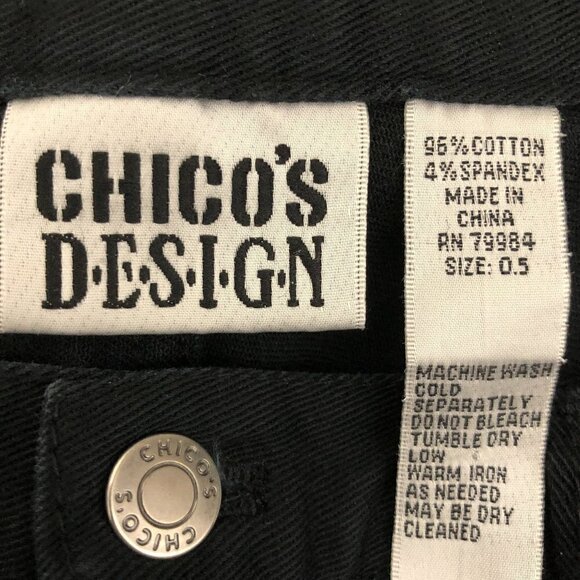 CHICO'S
D·E·S·I·G·N
96% COTTON
4% SPANDEX
MADE IN
CHINA
RN 79984
SIZE: 0.5
MACHINE WASH
COLD
SEPARATELY
DO NOT BLEACH
TUMBLE DRY
LOW
WARM IRON
AS NEEDED
MAY BE DRY
CLEANED
CHICO'S
CHICO'S
CHICO'S